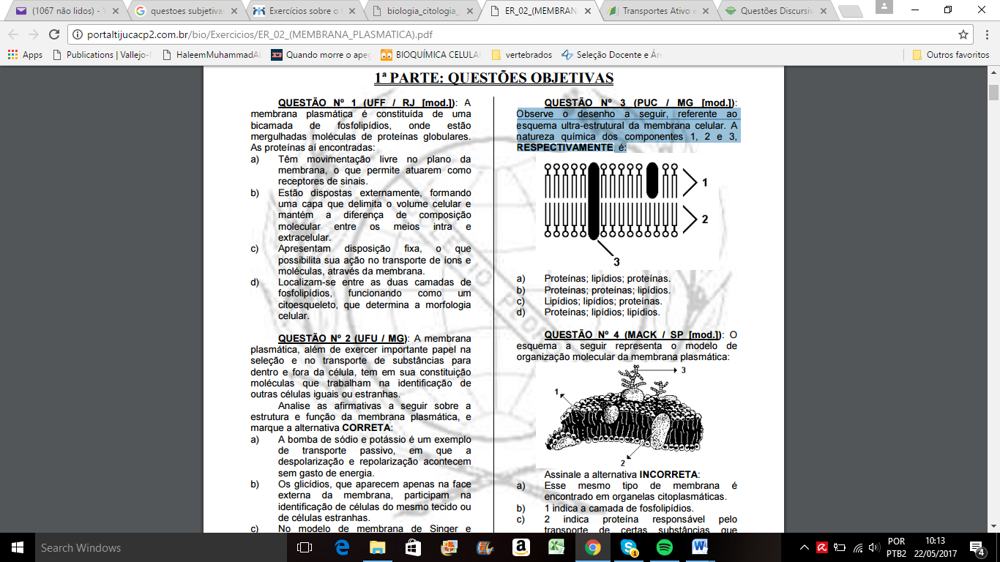 (1067 não lidos) - Y
questoes subjetiva
Exercícios sobre o
biologia_citologia_
ER_02_(MEMBRAN
Transportes Ativo e
Questões Discursiv
portaltijucacp2.com.br/bio/Exercicios/ER_02_(MEMBRANA_PLASMATICA).pdf
Apps
Publications | Vallejo-
HaleemMuhammadA
Quando morre o ape
BIOQUÍMICA CELULA
vertebrados
Seleção Docente e Ár
Outros favoritos
1ª PARTE: QUESTÕES OBJETIVAS
QUESTÃO Nº 1 (UFF / RJ [mod.]): A
membrana plasmática é constituída de uma
bicamada de fosfolipídios, onde estão
mergulhadas moléculas de proteínas globulares.
As proteínas aí encontradas:
a) Têm movimentação livre no plano da
membrana, o que permite atuarem como
receptores de sinais.
b) Estão dispostas externamente, formando
uma capa que delimita o volume celular e
mantém a diferença de composição
molecular entre os meios intra e
extracelular.
c) Apresentam disposição fixa, o que
possibilita sua ação no transporte de íons e
moléculas, através da membrana.
d) Localizam-se entre as duas camadas de
fosfolipídios, funcionando como um
citoesqueleto, que determina a morfologia
celular.
QUESTÃO Nº 2 (UFU / MG): A membrana
plasmática, além de exercer importante papel na
seleção e no transporte de substâncias para
dentro e fora da célula, tem em sua constituição
moléculas que trabalham na identificação de
outras células iguais ou estranhas.
Analise as afirmativas a seguir sobre a
estrutura e função da membrana plasmática, e
marque a alternativa CORRETA:
a) A bomba de sódio e potássio é um exemplo
de transporte passivo, em que a
despolarização e repolarização acontecem
sem gasto de energia.
b) Os glicídios, que aparecem apenas na face
externa da membrana, participam na
identificação de células do mesmo tecido ou
de células estranhas.
c) No modelo de membrana de Singer e
QUESTÃO Nº 3 (PUC / MG [mod.]):
Observe o desenho a seguir, referente ao
esquema ultra-estrutural da membrana celular. A
natureza química dos componentes 1, 2 e 3,
RESPECTIVAMENTE, é:
1
2
3
a) Proteínas; lipídios; proteínas.
b) Proteínas; proteínas; lipídios.
c) Lipídios; lipídios; proteínas.
d) Proteínas; lipídios; lipídios.
QUESTÃO Nº 4 (MACK / SP [mod.]): O
esquema a seguir representa o modelo de
organização molecular da membrana plasmática:
3
1
2
Assinale a alternativa INCORRETA:
a) Esse mesmo tipo de membrana é
encontrado em organelas citoplasmáticas.
b) 1 indica a camada de fosfolipídios.
c) 2 indica proteína responsável pelo
transporte de certas substâncias que
COLÉGIO PEDRO
Search Windows
POR
PTB2
10:13
22/05/2017
4